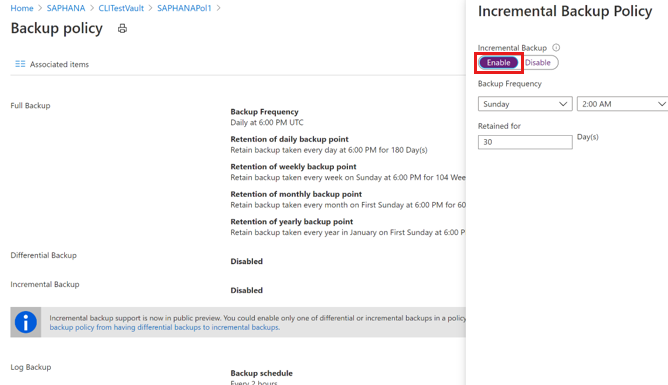 Home > SAPHANA > CLITestVault > SAPHANAPol1 >
Backup policy
Associated items
Full Backup
Backup Frequency
Daily at 6:00 PM UTC
Retention of daily backup point
Retain backup taken every day at 6:00 PM for 180 Day(s)
Retention of weekly backup point
Retain backup taken every week on Sunday at 6:00 PM for 104 Wee
Retention of monthly backup point
Retain backup taken every month on First Sunday at 6:00 PM for 60
Retention of yearly backup point
Retain backup taken every year in January on First Sunday at 6:00 P
Differential Backup
Disabled
Incremental Backup
Disabled
Incremental backup support is now in public preview. You could enable only one of differential or incremental backups in a policy
backup policy from having differential backups to incremental backups.
Log Backup
Backup schedule
Every 2 hours
Incremental Backup Policy
Incremental Backup
Enable Disable
Backup Frequency
Sunday 2:00 AM
Retained for
30 Day(s)